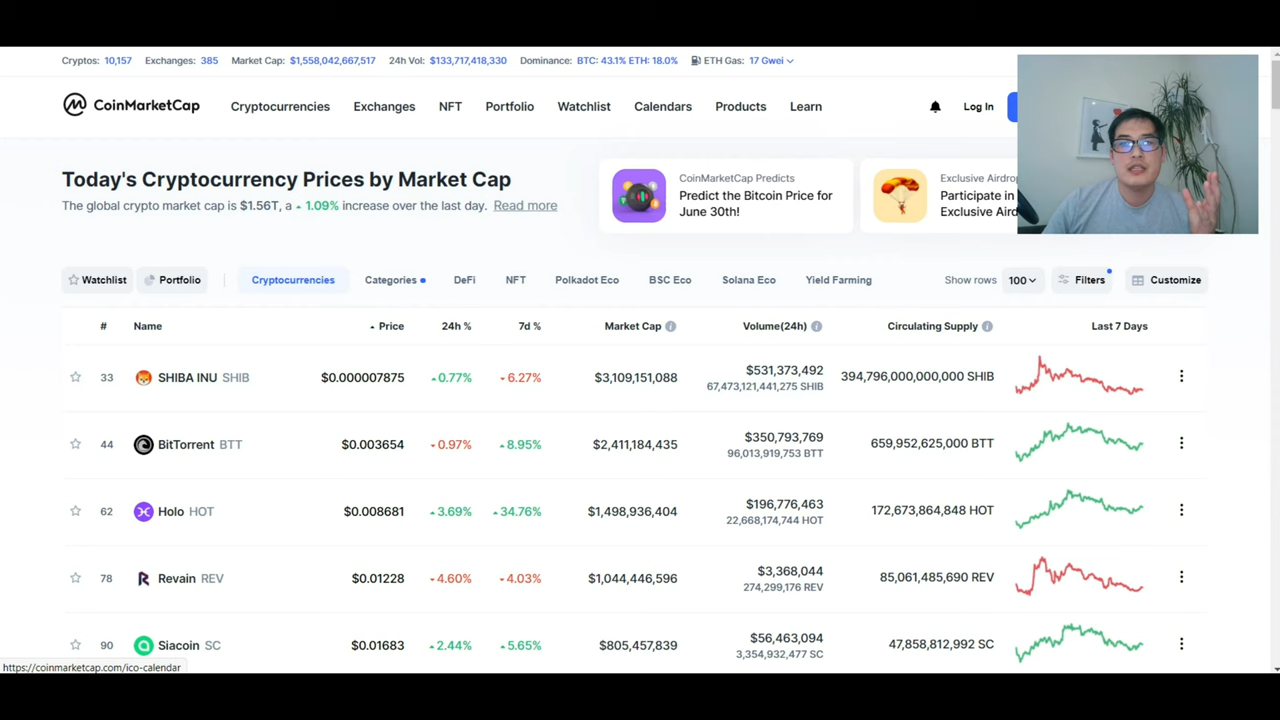 Cryptos: 10,157 Exchanges: 385 Market Cap: $1,558,042,667,517 24h Vol: $133,717,418,330 Dominance: BTC: 43.1% ETH: 18.0% ETH Gas: 17 Gwei
CoinMarketCap Cryptocurrencies Exchanges NFT Portfolio Watchlist Calendars Products Learn Log In
Today's Cryptocurrency Prices by Market Cap
The global crypto market cap is $1.56T, a 1.09% increase over the last day. Read more
CoinMarketCap Predicts
Predict the Bitcoin Price for
June 30th!
Exclusive Airdrop
Participate in
Exclusive Aird
Watchlist Portfolio Cryptocurrencies Categories DeFi NFT Polkadot Eco BSC Eco Solana Eco Yield Farming Show rows 100 Filters Customize
# Name Price 24h % 7d % Market Cap Volume(24h) Circulating Supply Last 7 Days
33 SHIBA INU SHIB $0.000007875 0.77% 6.27% $3,109,151,088 $531,373,492 394,796,000,000,000 SHIB
67,473,121,441,275 SHIB
44 BitTorrent BTT $0.003654 0.97% 8.95% $2,411,184,435 $350,793,769 659,952,625,000 BTT
96,013,919,753 BTT
62 Holo HOT $0.008681 3.69% 34.76% $1,498,936,404 $196,776,463 172,673,864,848 HOT
22,668,174,744 HOT
78 Revain REV $0.01228 4.60% 4.03% $1,044,446,596 $3,368,044 85,061,485,690 REV
274,299,176 REV
90 Siacoin SC $0.01683 2.44% 5.65% $805,457,839 $56,463,094 47,858,812,992 SC
3,354,932,477 SC
https://coinmarketcap.com/ico-calendar